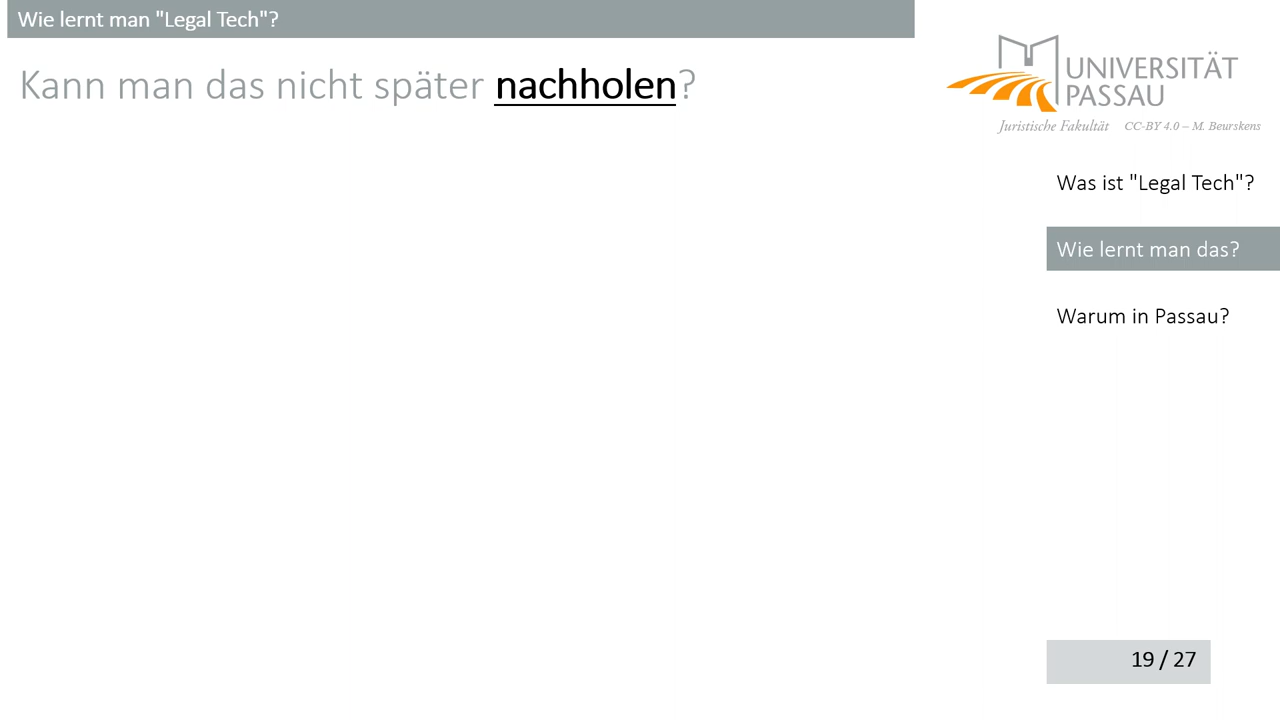 Wie lernt man "Legal Tech"?
Kann man das nicht später nachholen?
UNIVERSITÄT
PASSAU
Juristische Fakultät CC-BY 4.0 – M. Beurskens
Was ist "Legal Tech"?
Wie lernt man das?
Warum in Passau?
19 / 27